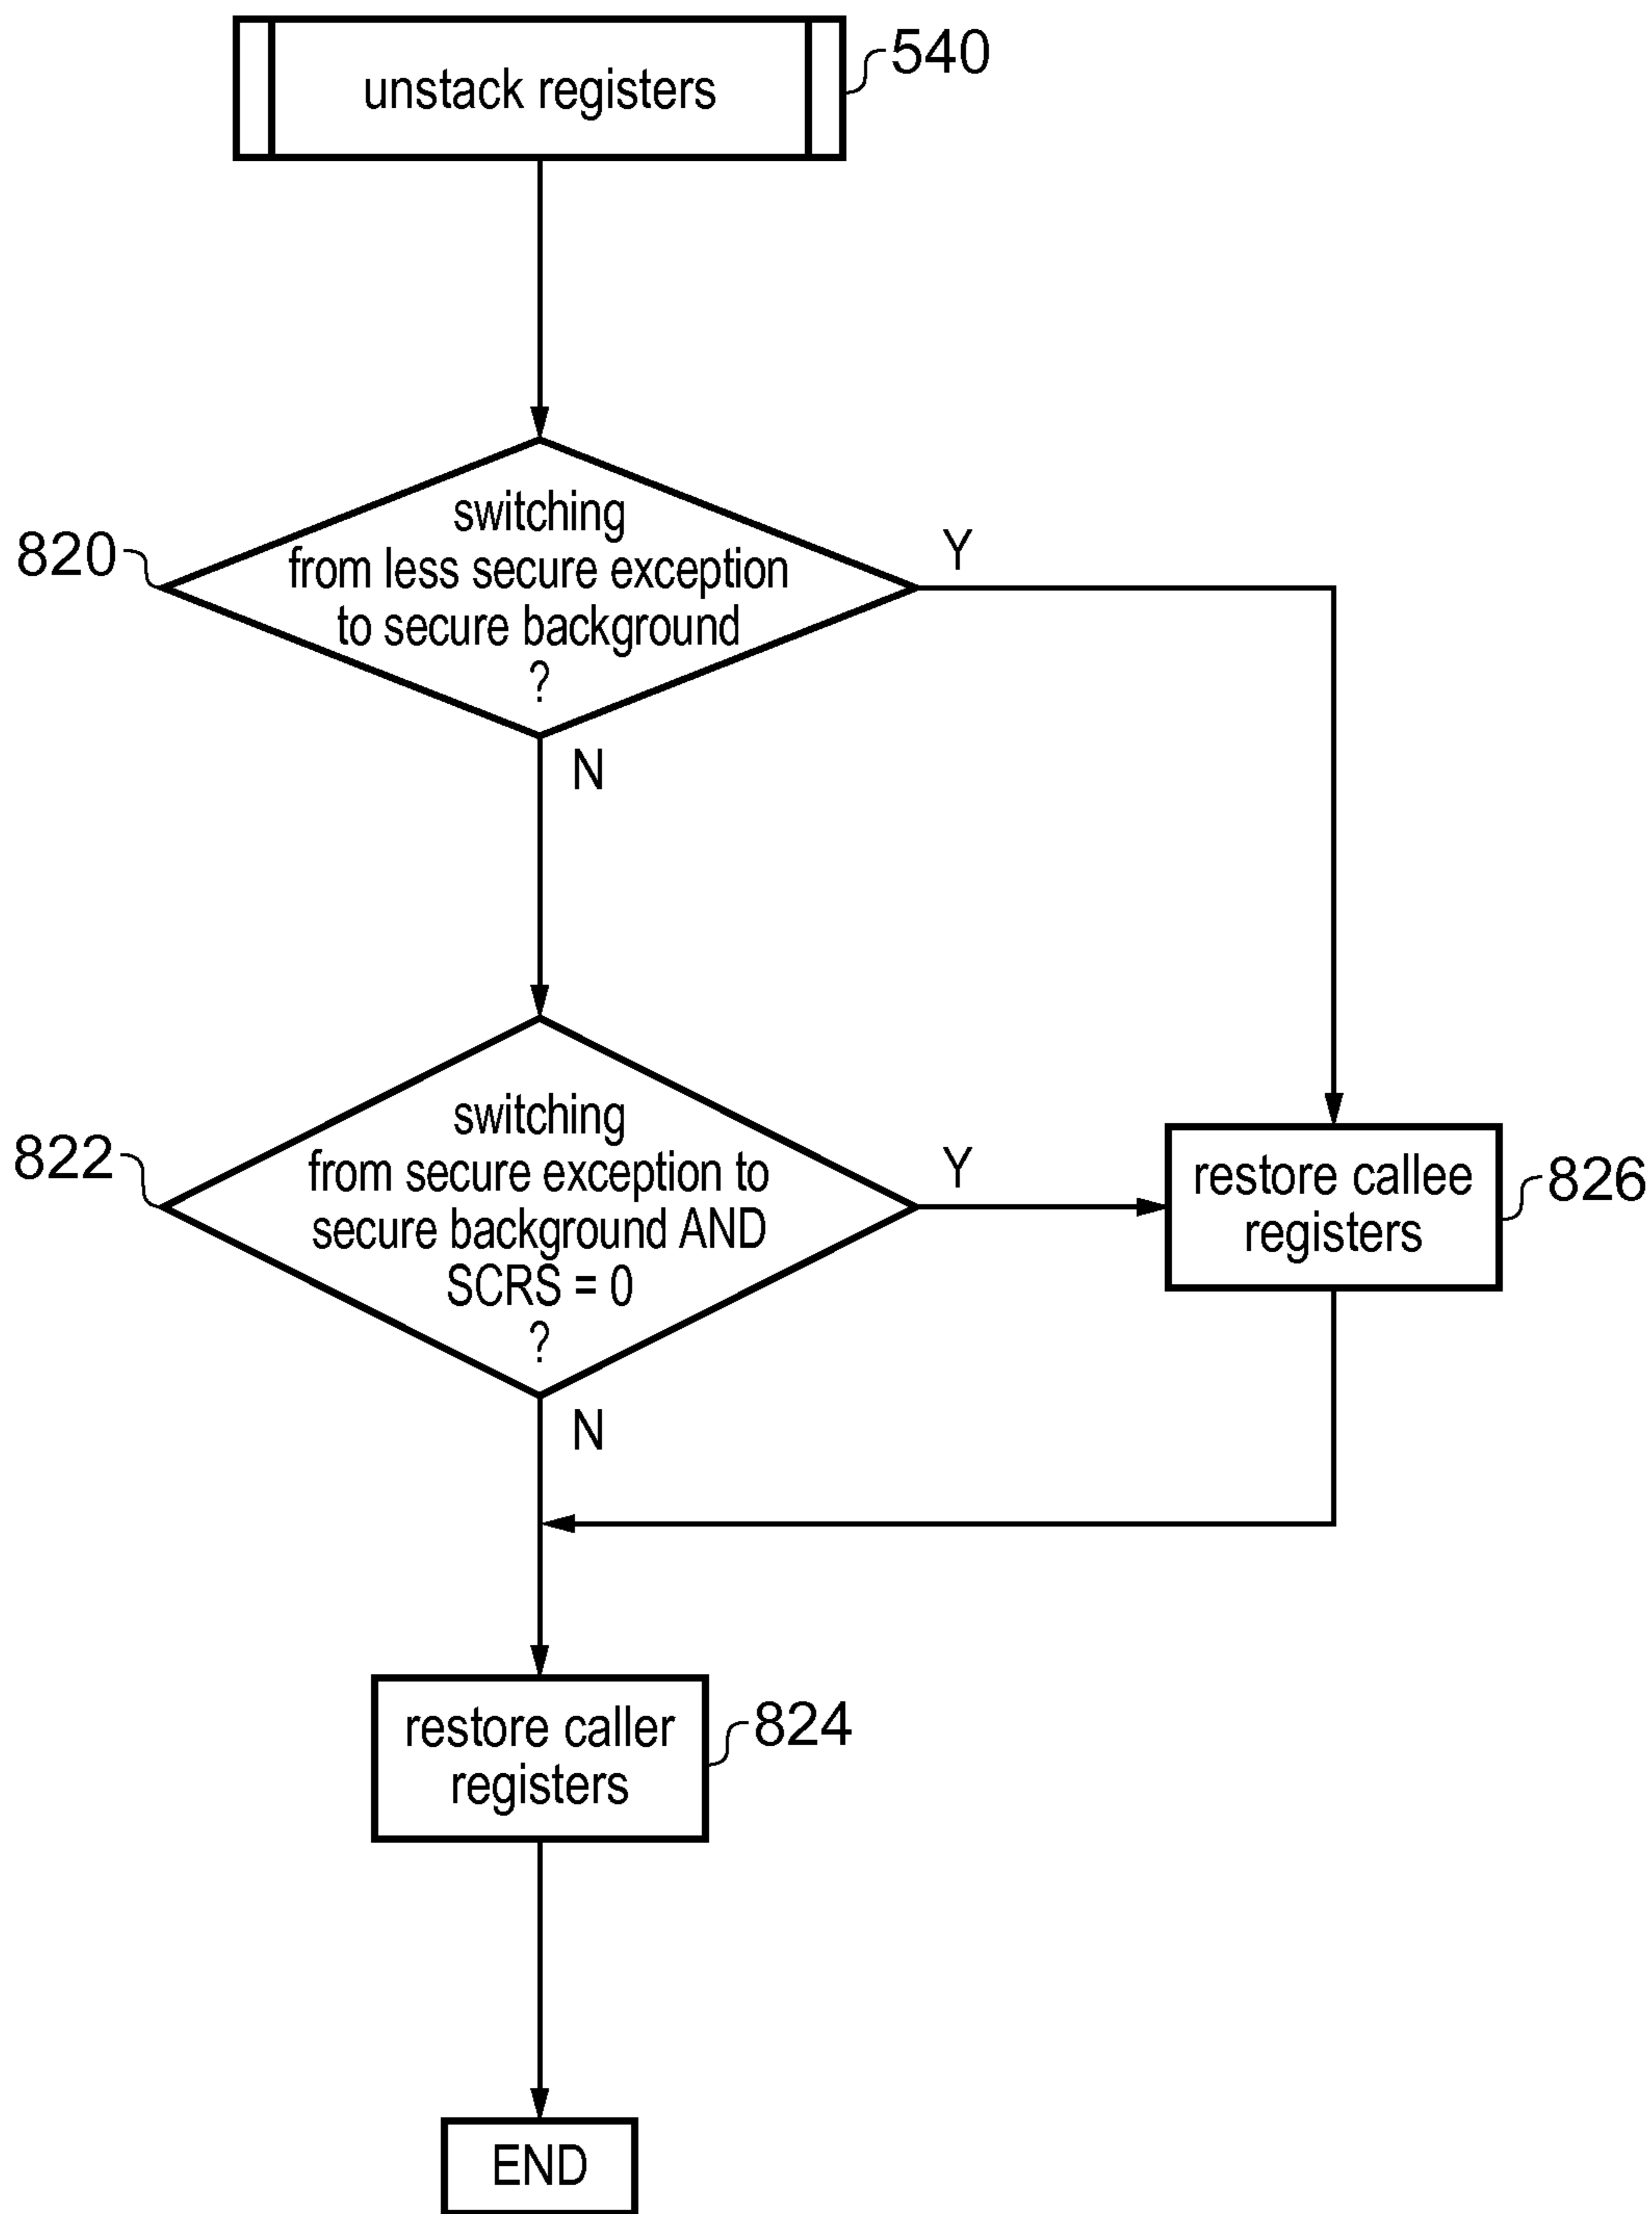 unstack registers
540
switching
from less secure exception
to secure background
?
820
Y
N
switching
from secure exception to
secure background AND
SCRS = 0
?
822
Y
N
restore callee
registers
826
restore caller
registers
824
END